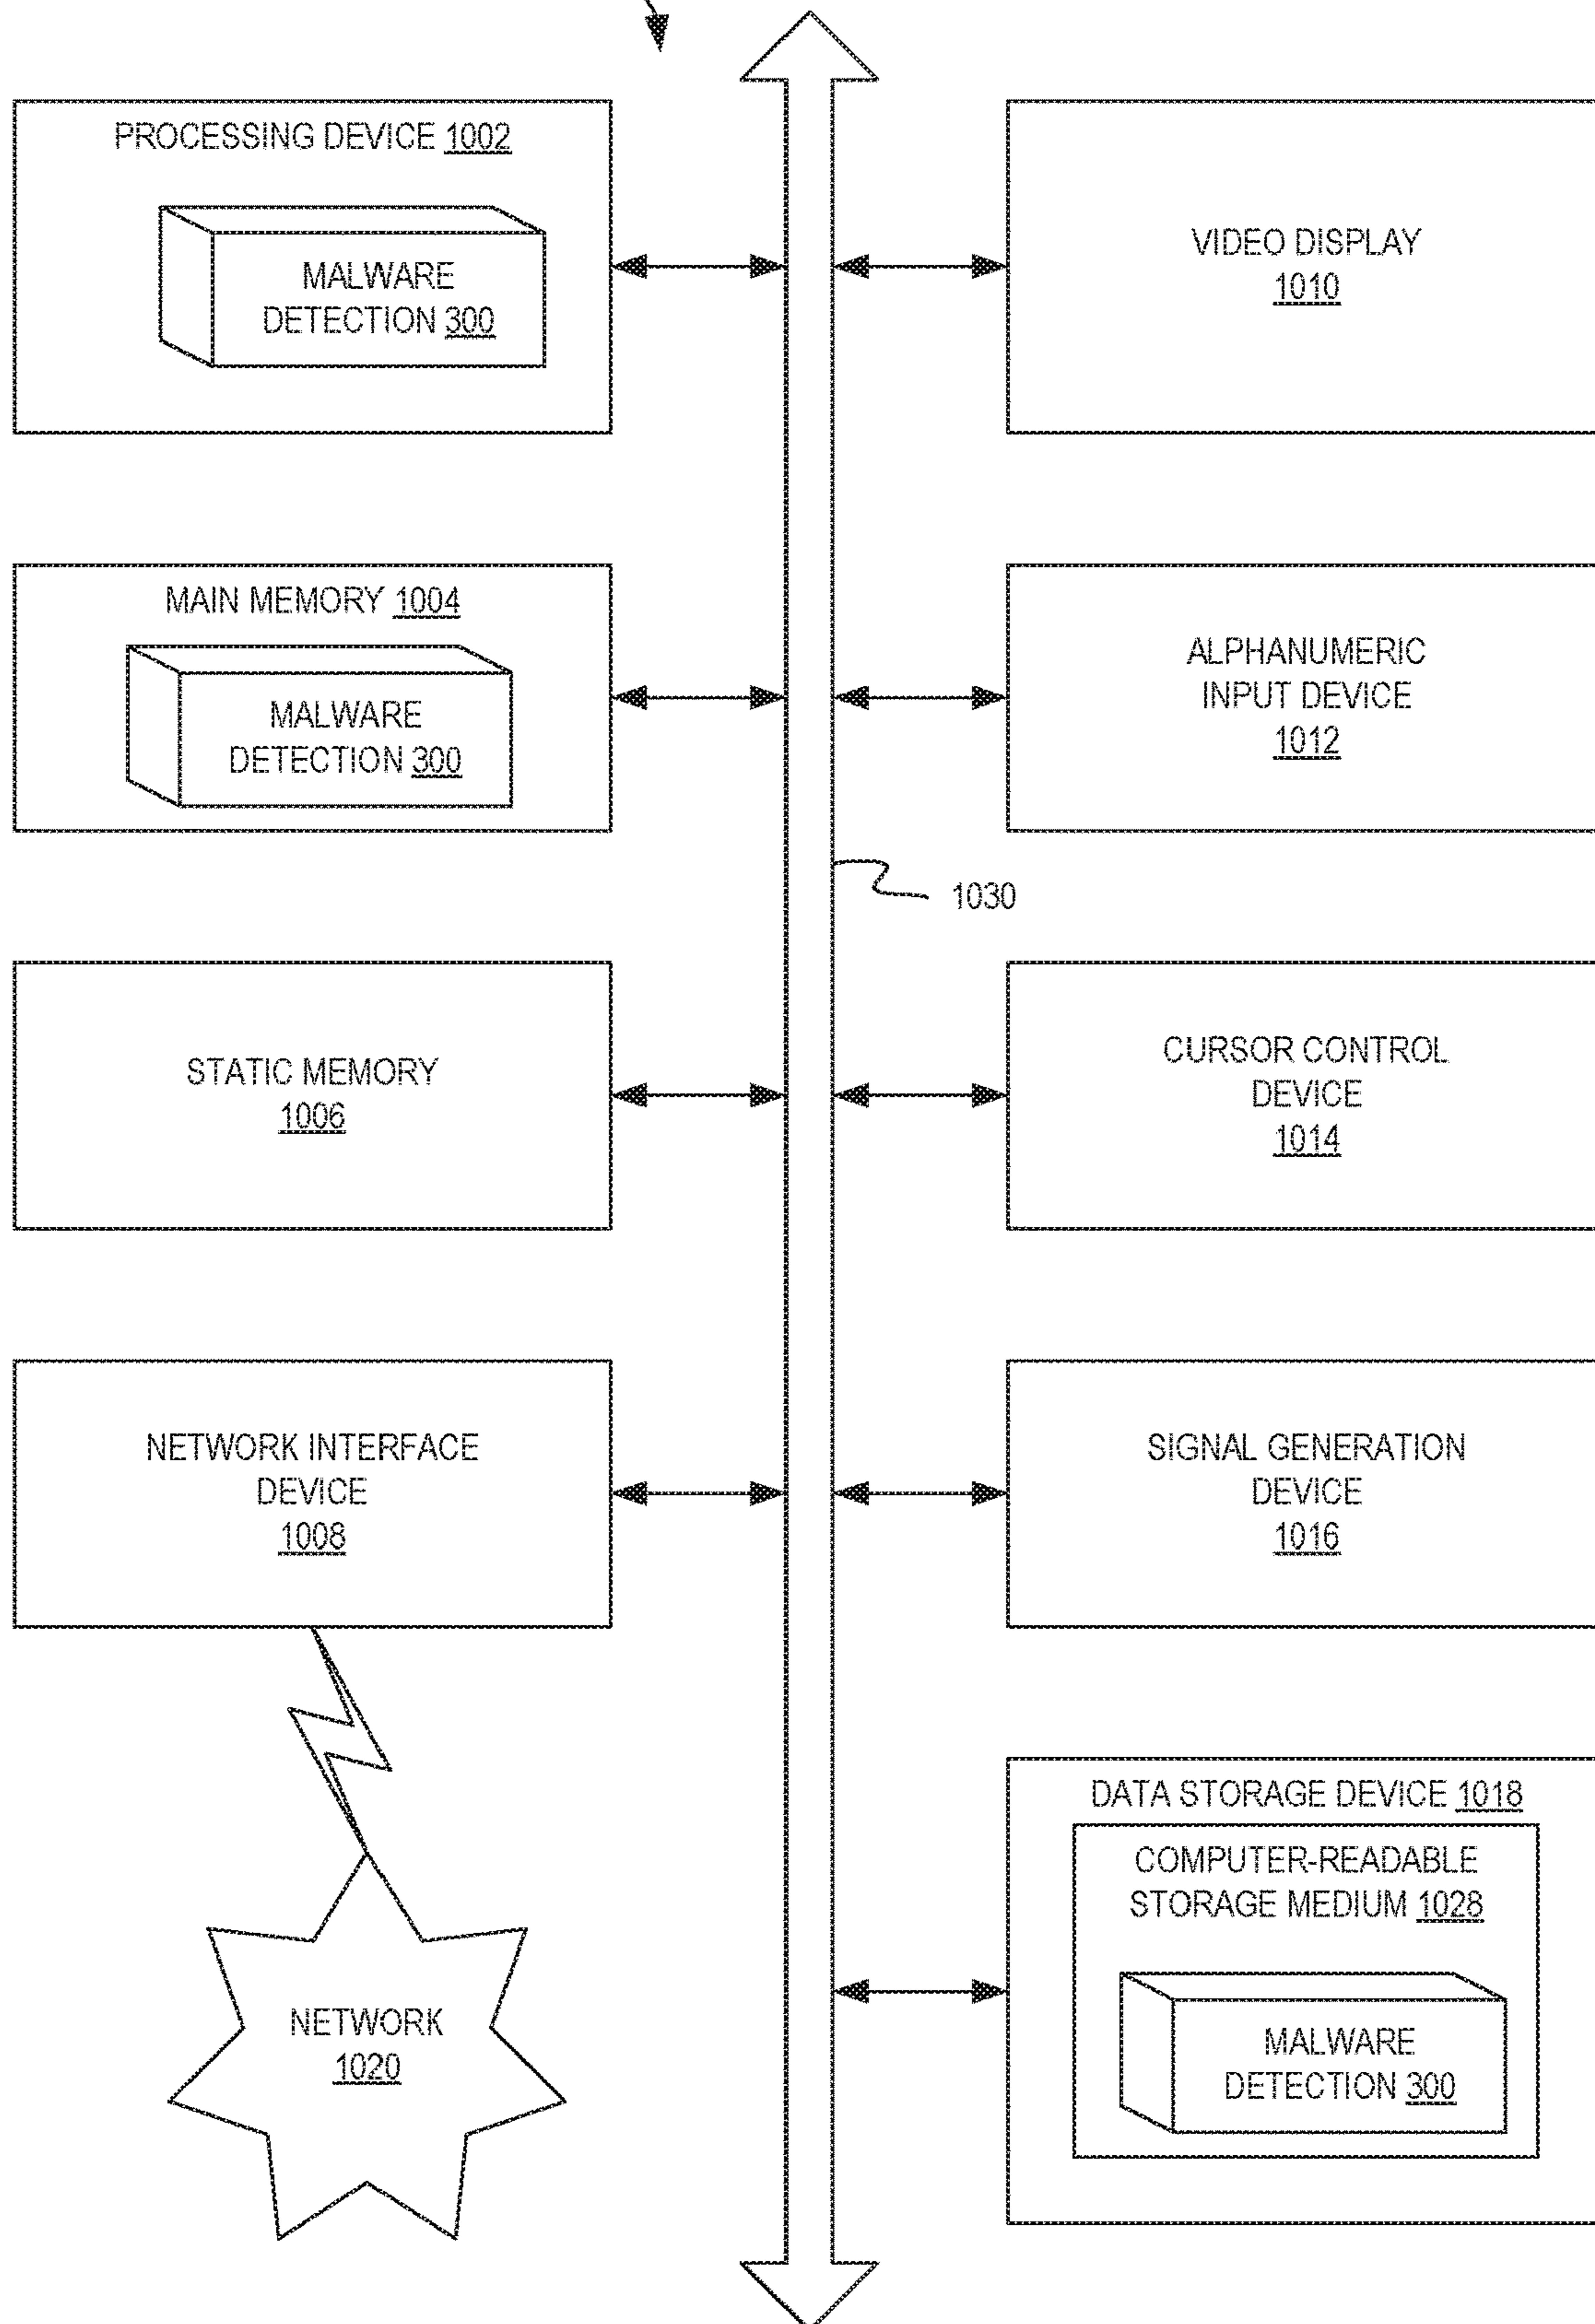 PROCESSING DEVICE 1002
MALWARE
DETECTION 300
MAIN MEMORY 1004
MALWARE
DETECTION 300
STATIC MEMORY
1006
NETWORK INTERFACE
DEVICE
1008
NETWORK
1020
1030
VIDEO DISPLAY
1010
ALPHANUMERIC
INPUT DEVICE
1012
CURSOR CONTROL
DEVICE
1014
SIGNAL GENERATION
DEVICE
1016
DATA STORAGE DEVICE 1018
COMPUTER-READABLE
STORAGE MEDIUM 1028
MALWARE
DETECTION 300